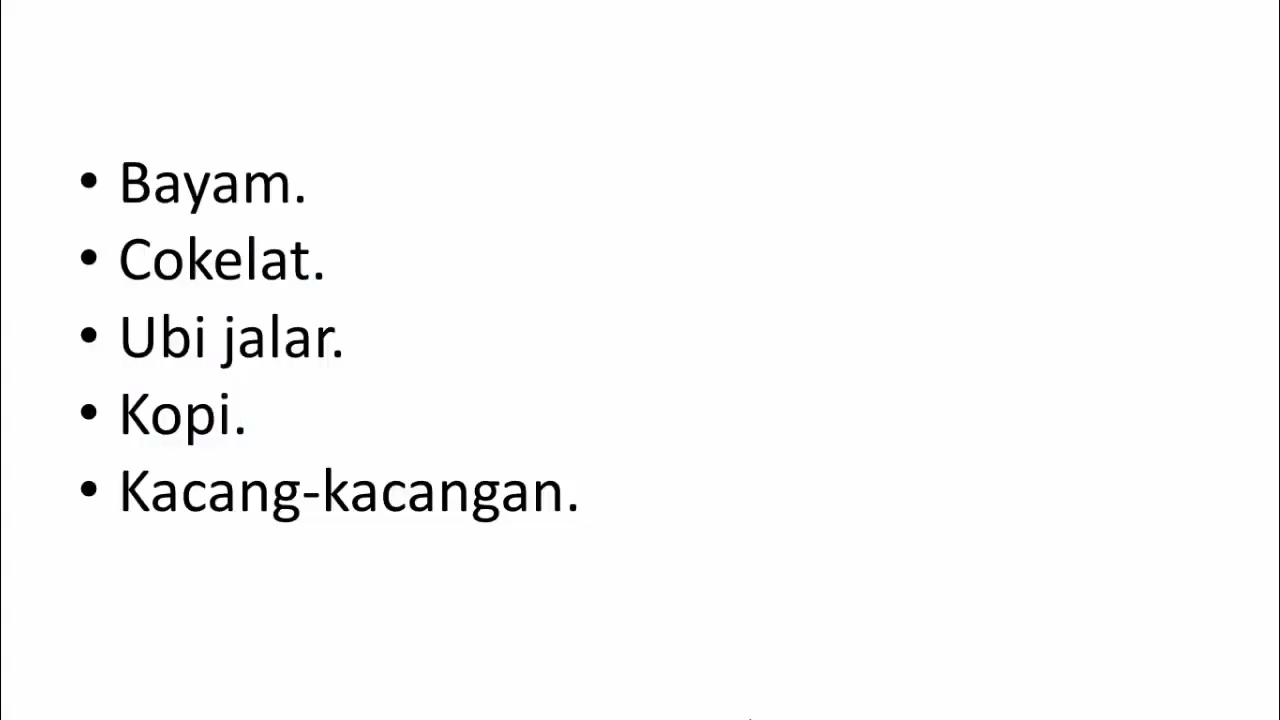 • Bayam.
• Cokelat.
• Ubi jalar.
• Kopi.
• Kacang-kacangan.